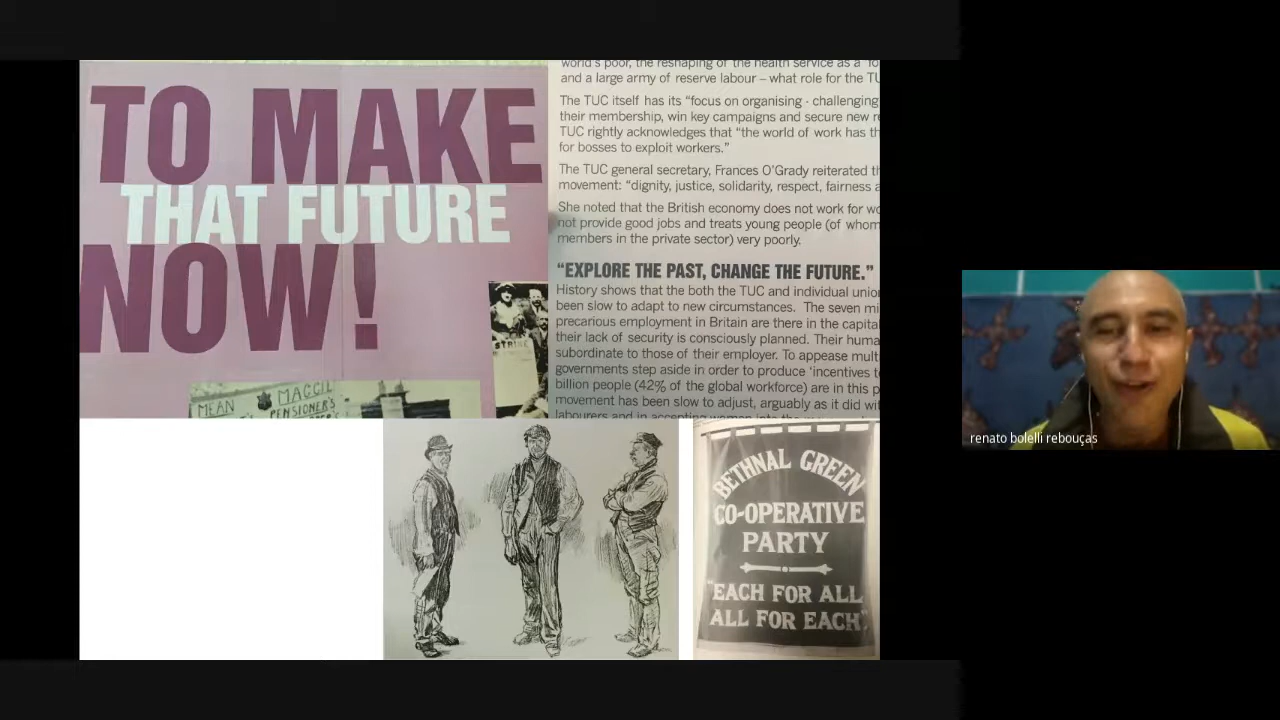 TO MAKE
THAT FUTURE
NOW!
STRIKE
MEAN MAGGIE
PENSIONER'S
world's poor, the reshaping of the health service as a
and a large army of reserve labour – what role for the TU
The TUC itself has its “focus on organising - challenging
their membership, win key campaigns and secure new
TUC rightly acknowledges that “the world of work has
for bosses to exploit workers.”
The TUC general secretary, Frances O'Grady reiterated
movement: “dignity, justice, solidarity, respect, fairness
She noted that the British economy does not work for
not provide good jobs and treats young people (of whom
members in the private sector) very poorly.
“EXPLORE THE PAST, CHANGE THE FUTURE.”
History shows that the both the TUC and individual
been slow to adapt to new circumstances. The seven
precarious employment in Britain are there in the capital
their lack of security is consciously planned. Their
subordinate to those of their employer. To appease
governments step aside in order to produce ‘incentives
billion people (42% of the global workforce) are in this
movement has been slow to adjust, arguably as it did
labourers and in accepting women into the
BETHNAL GREEN
CO-OPERATIVE
PARTY
“EACH FOR ALL
ALL FOR EACH”
renato bolelli rebouças